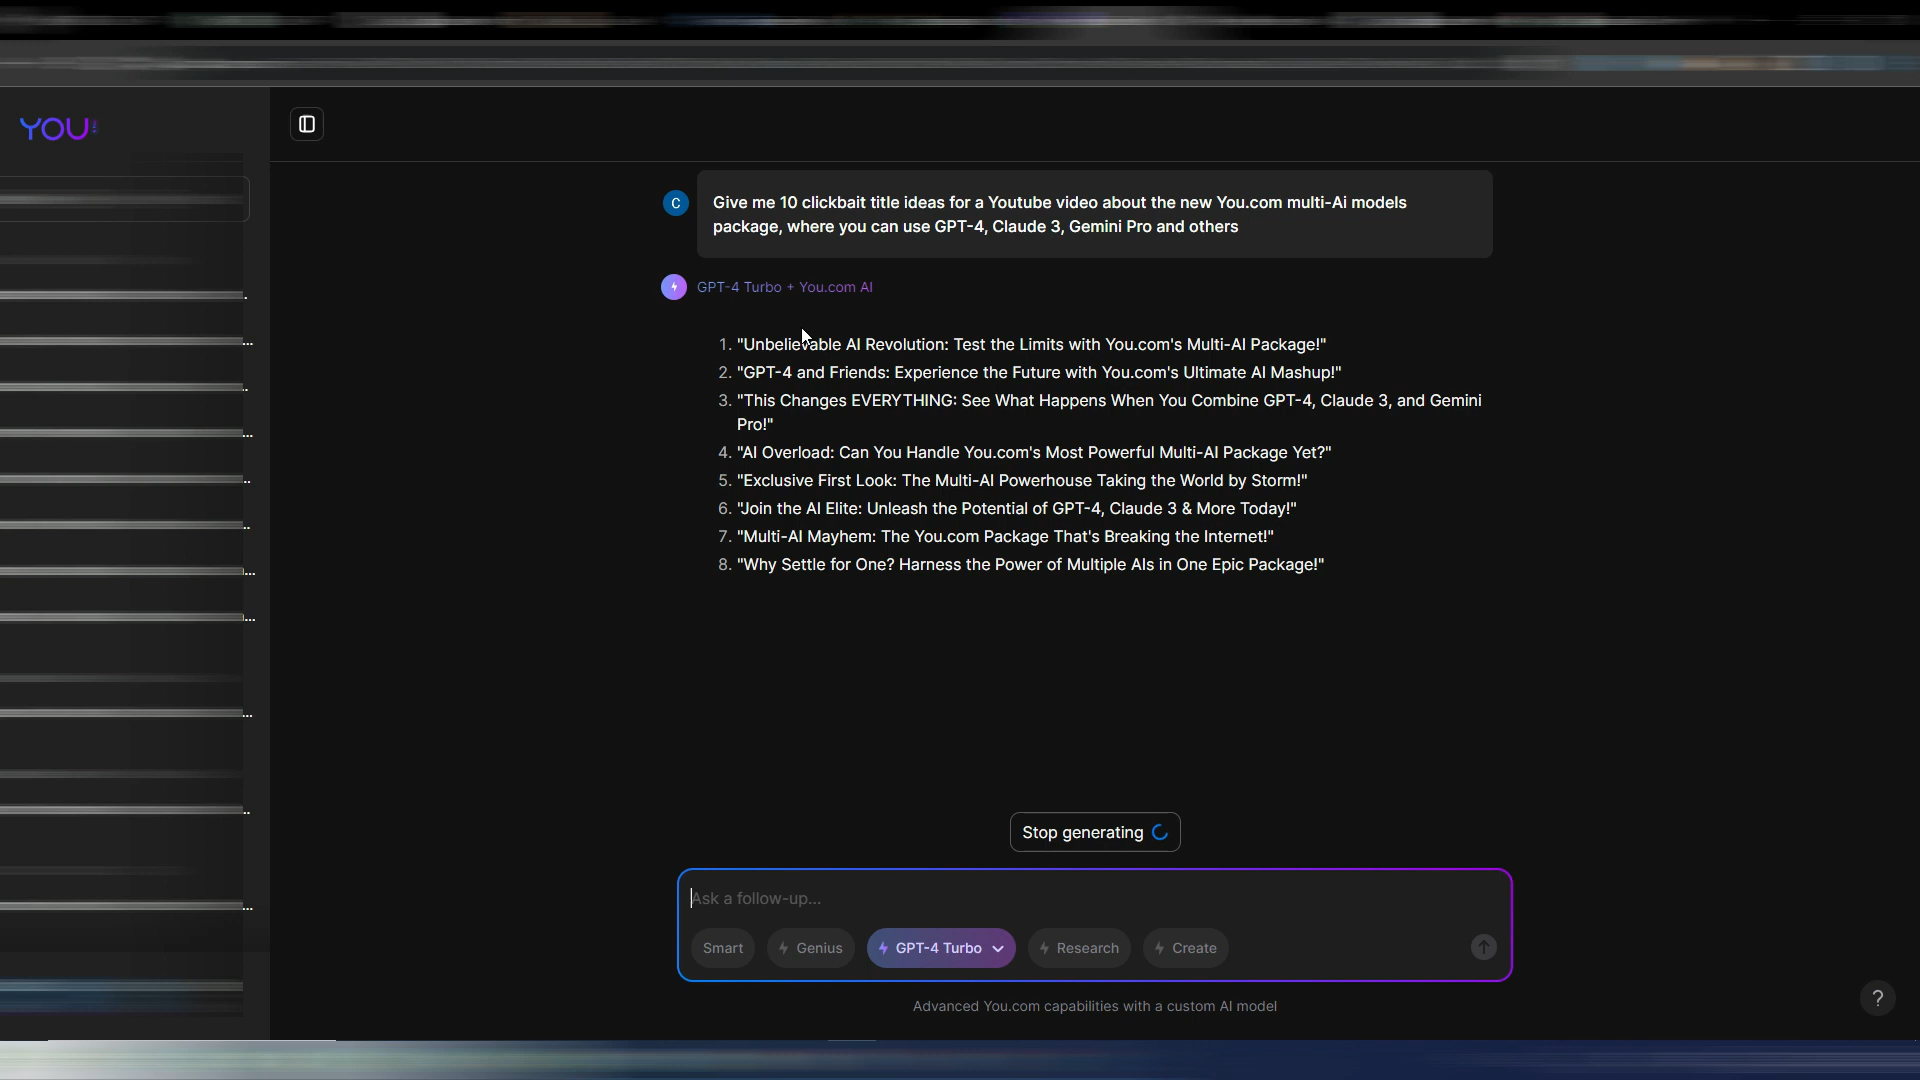 YOU
C
Give me 10 clickbait title ideas for a Youtube video about the new You.com multi-Ai models
package, where you can use GPT-4, Claude 3, Gemini Pro and others
GPT-4 Turbo + You.com AI
1. "Unbelievable AI Revolution: Test the Limits with You.com's Multi-AI Package!"
2. "GPT-4 and Friends: Experience the Future with You.com's Ultimate AI Mashup!"
3. "This Changes EVERYTHING: See What Happens When You Combine GPT-4, Claude 3, and Gemini
Pro!"
4. "AI Overload: Can You Handle You.com's Most Powerful Multi-AI Package Yet?"
5. "Exclusive First Look: The Multi-AI Powerhouse Taking the World by Storm!"
6. "Join the AI Elite: Unleash the Potential of GPT-4, Claude 3 & More Today!"
7. "Multi-AI Mayhem: The You.com Package That's Breaking the Internet!"
8. "Why Settle for One? Harness the Power of Multiple AIs in One Epic Package!"
Stop generating
Ask a follow-up...
Smart Genius GPT-4 Turbo Research Create
Advanced You.com capabilities with a custom AI model
?